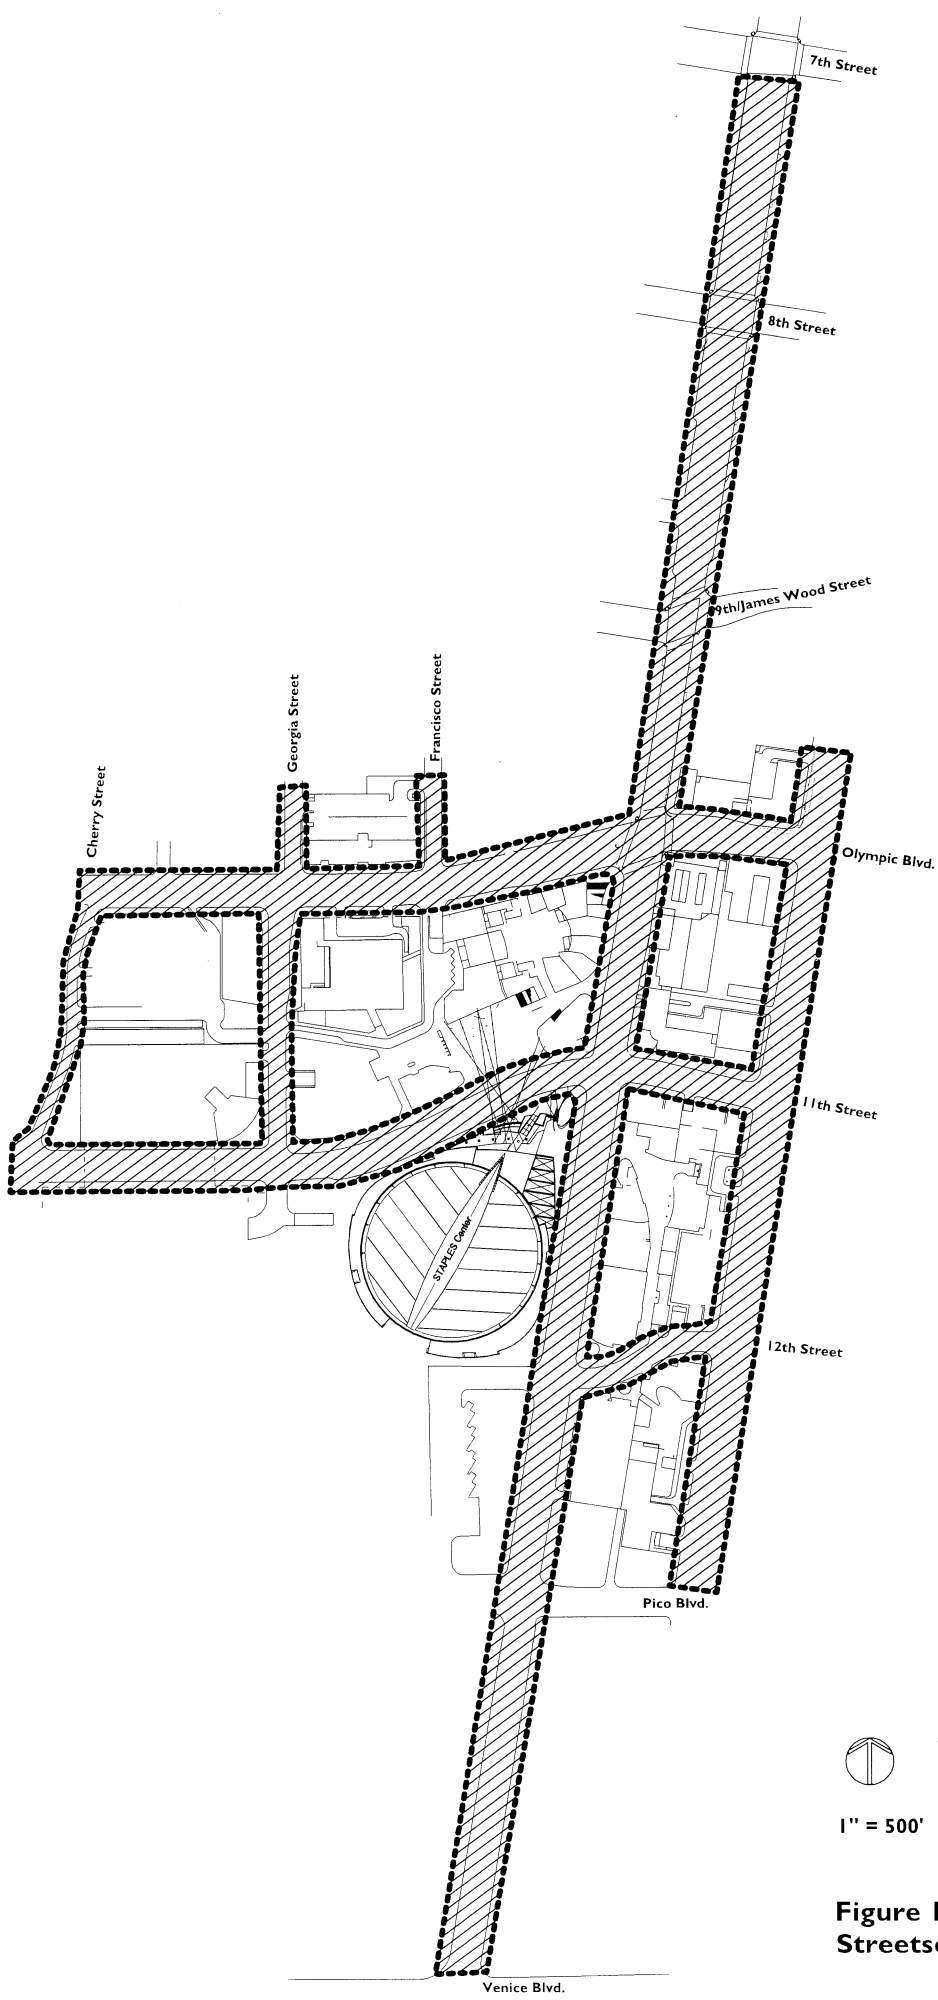 7th Street
8th Street
9th/James Wood Street
Francisco Street
Georgia Street
Cherry Street
Olympic Blvd.
11th Street
STAPLES Center
12th Street
Pico Blvd.
1" = 500'
Figure
Venice Blvd.